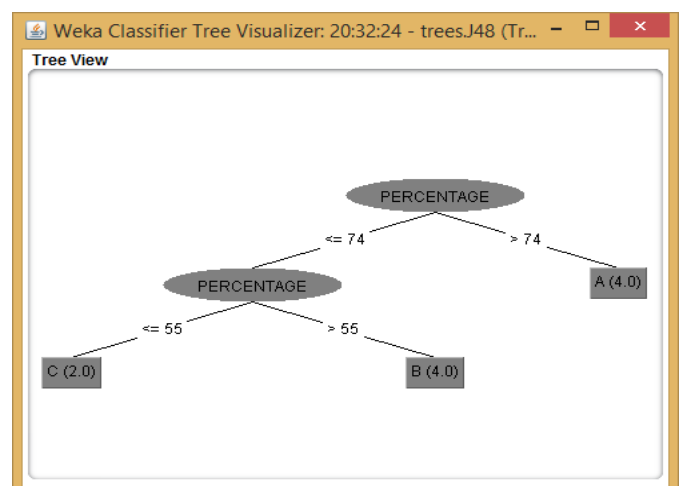 Weka Classifier Tree Visualizer: 20:32:24 - trees.J48 (Tr...
Tree View
PERCENTAGE
<= 74
> 74
PERCENTAGE
A (4.0)
<= 55
> 55
C (2.0)
B (4.0)